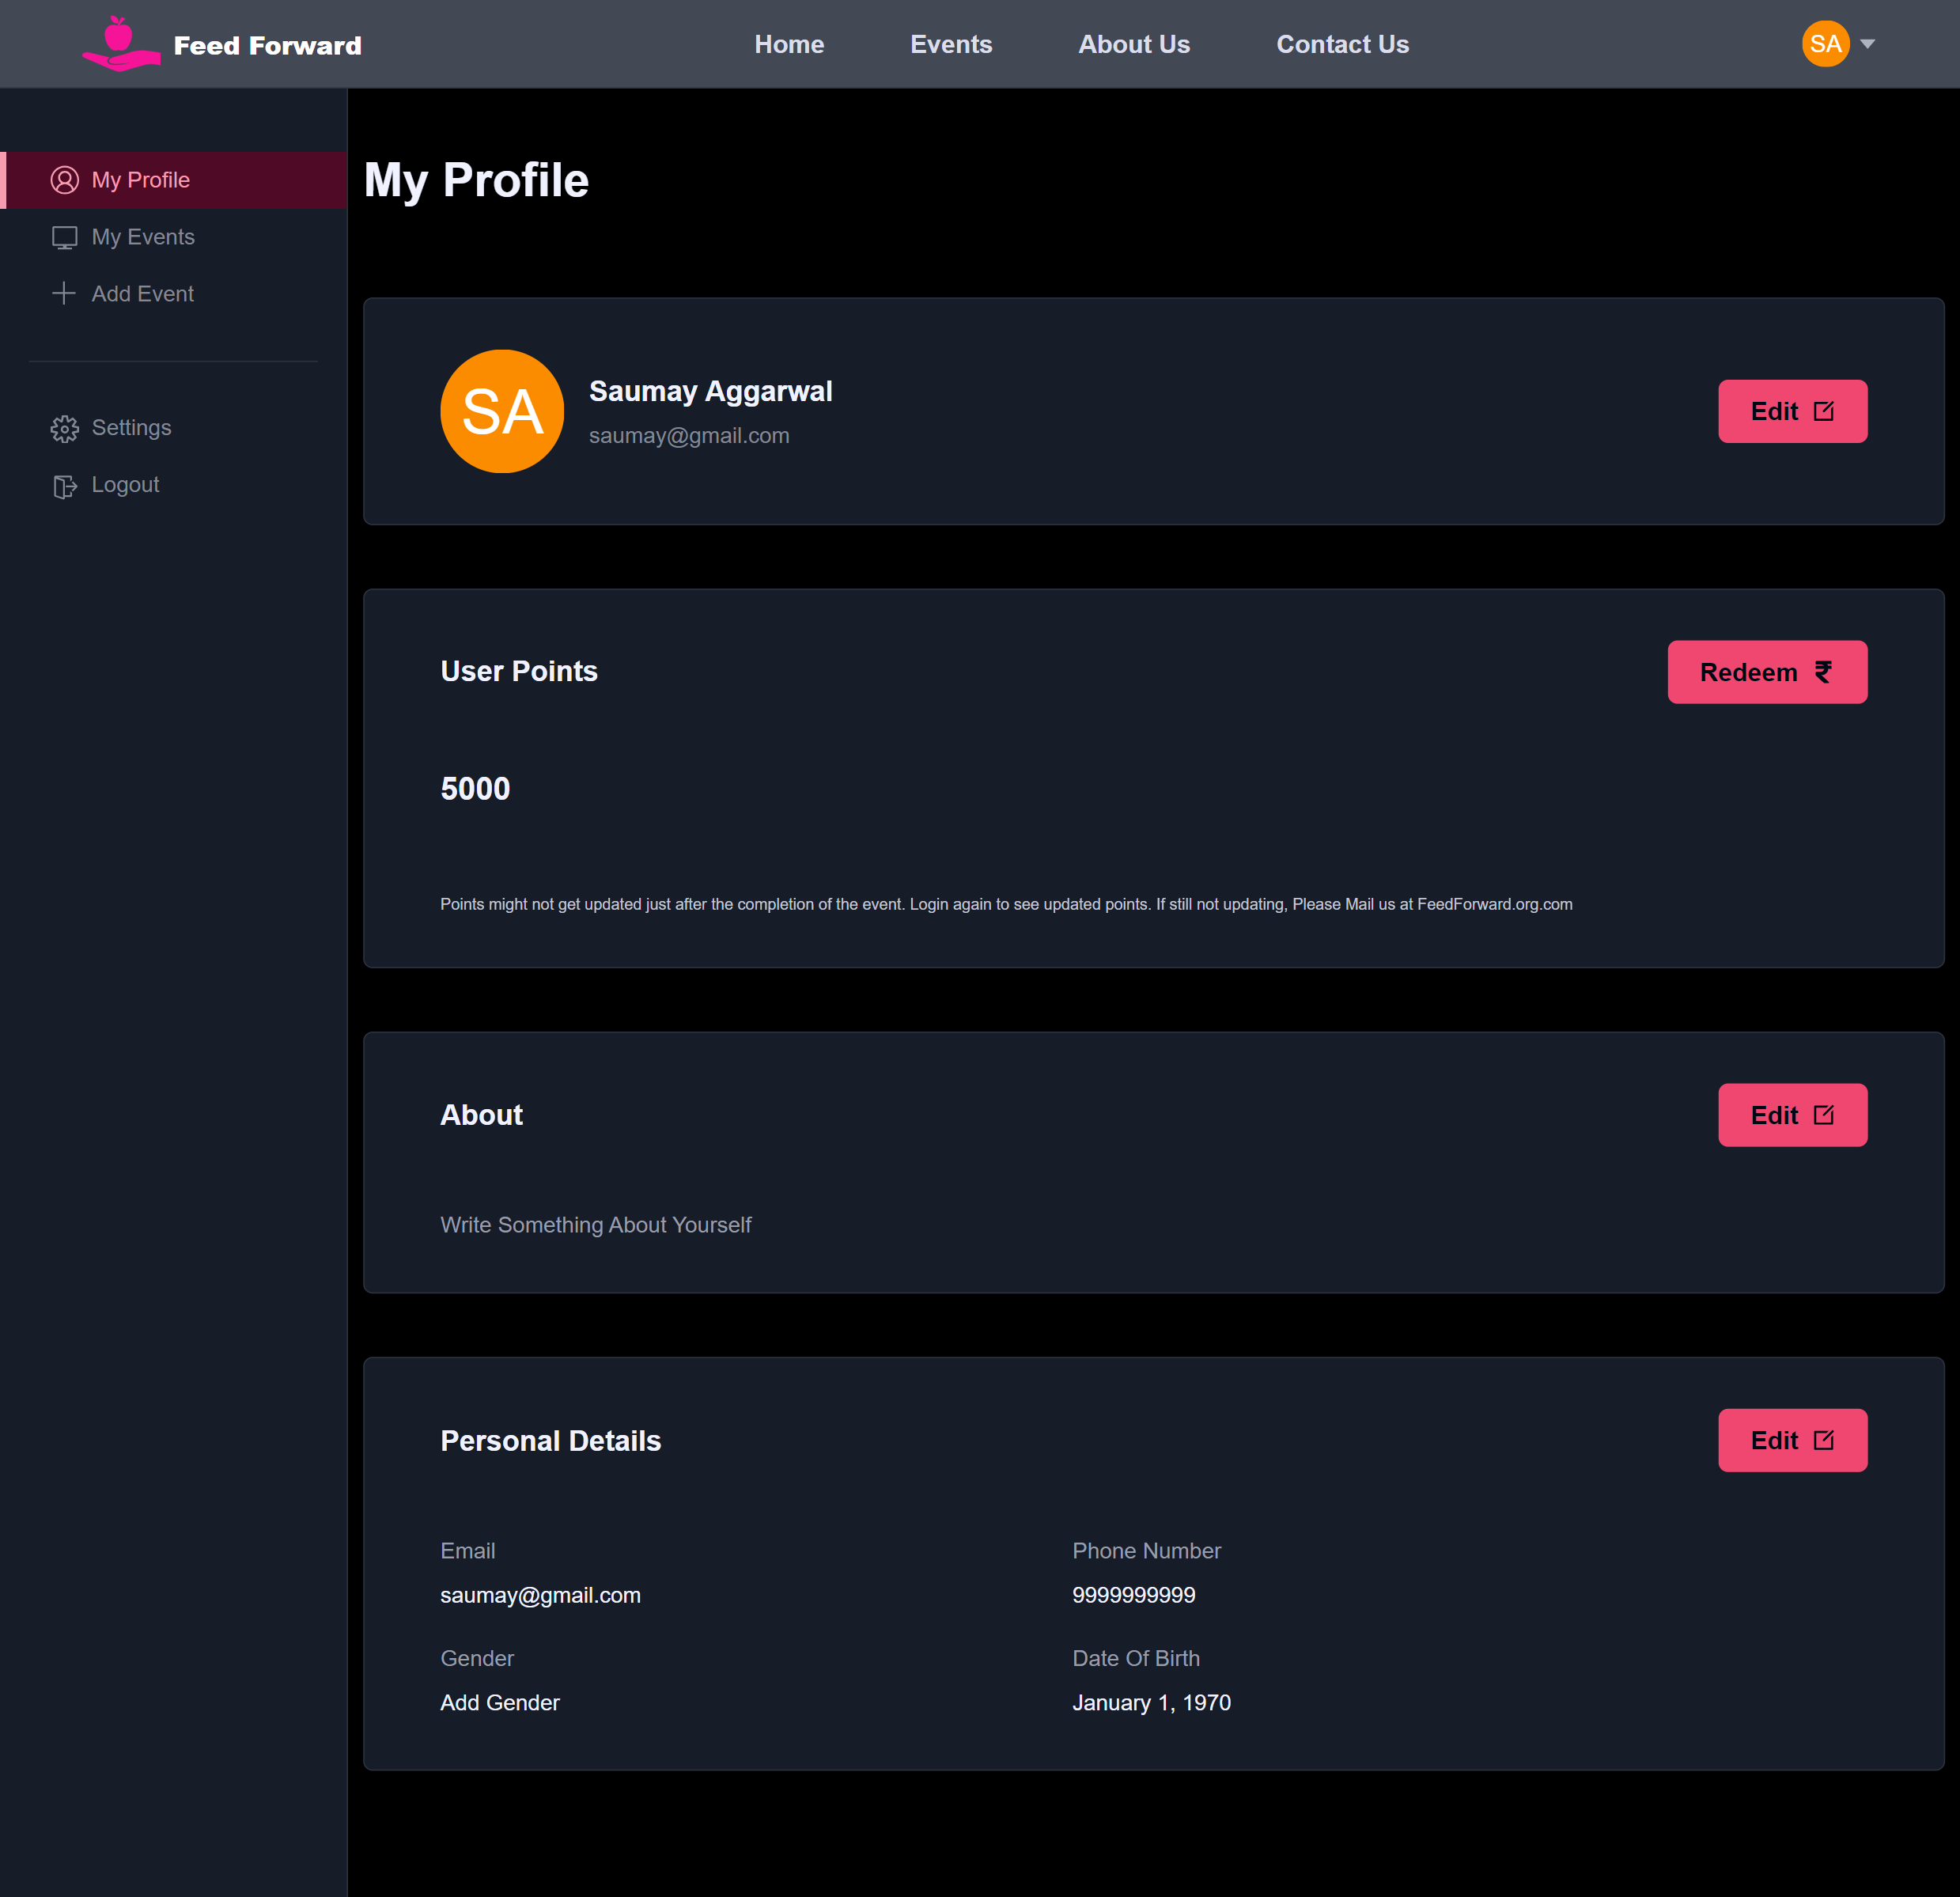 Feed Forward
Home Events About Us Contact Us
SA
My Profile
My Events
Add Event
Settings
Logout
My Profile
SA
Saumay Aggarwal
saumay@gmail.com
Edit
User Points
Redeem ₹
5000
Points might not get updated just after the completion of the event. Login again to see updated points. If still not updating, Please Mail us at FeedForward.org.com
About
Edit
Write Something About Yourself
Personal Details
Edit
Email
saumay@gmail.com
Phone Number
9999999999
Gender
Add Gender
Date Of Birth
January 1, 1970